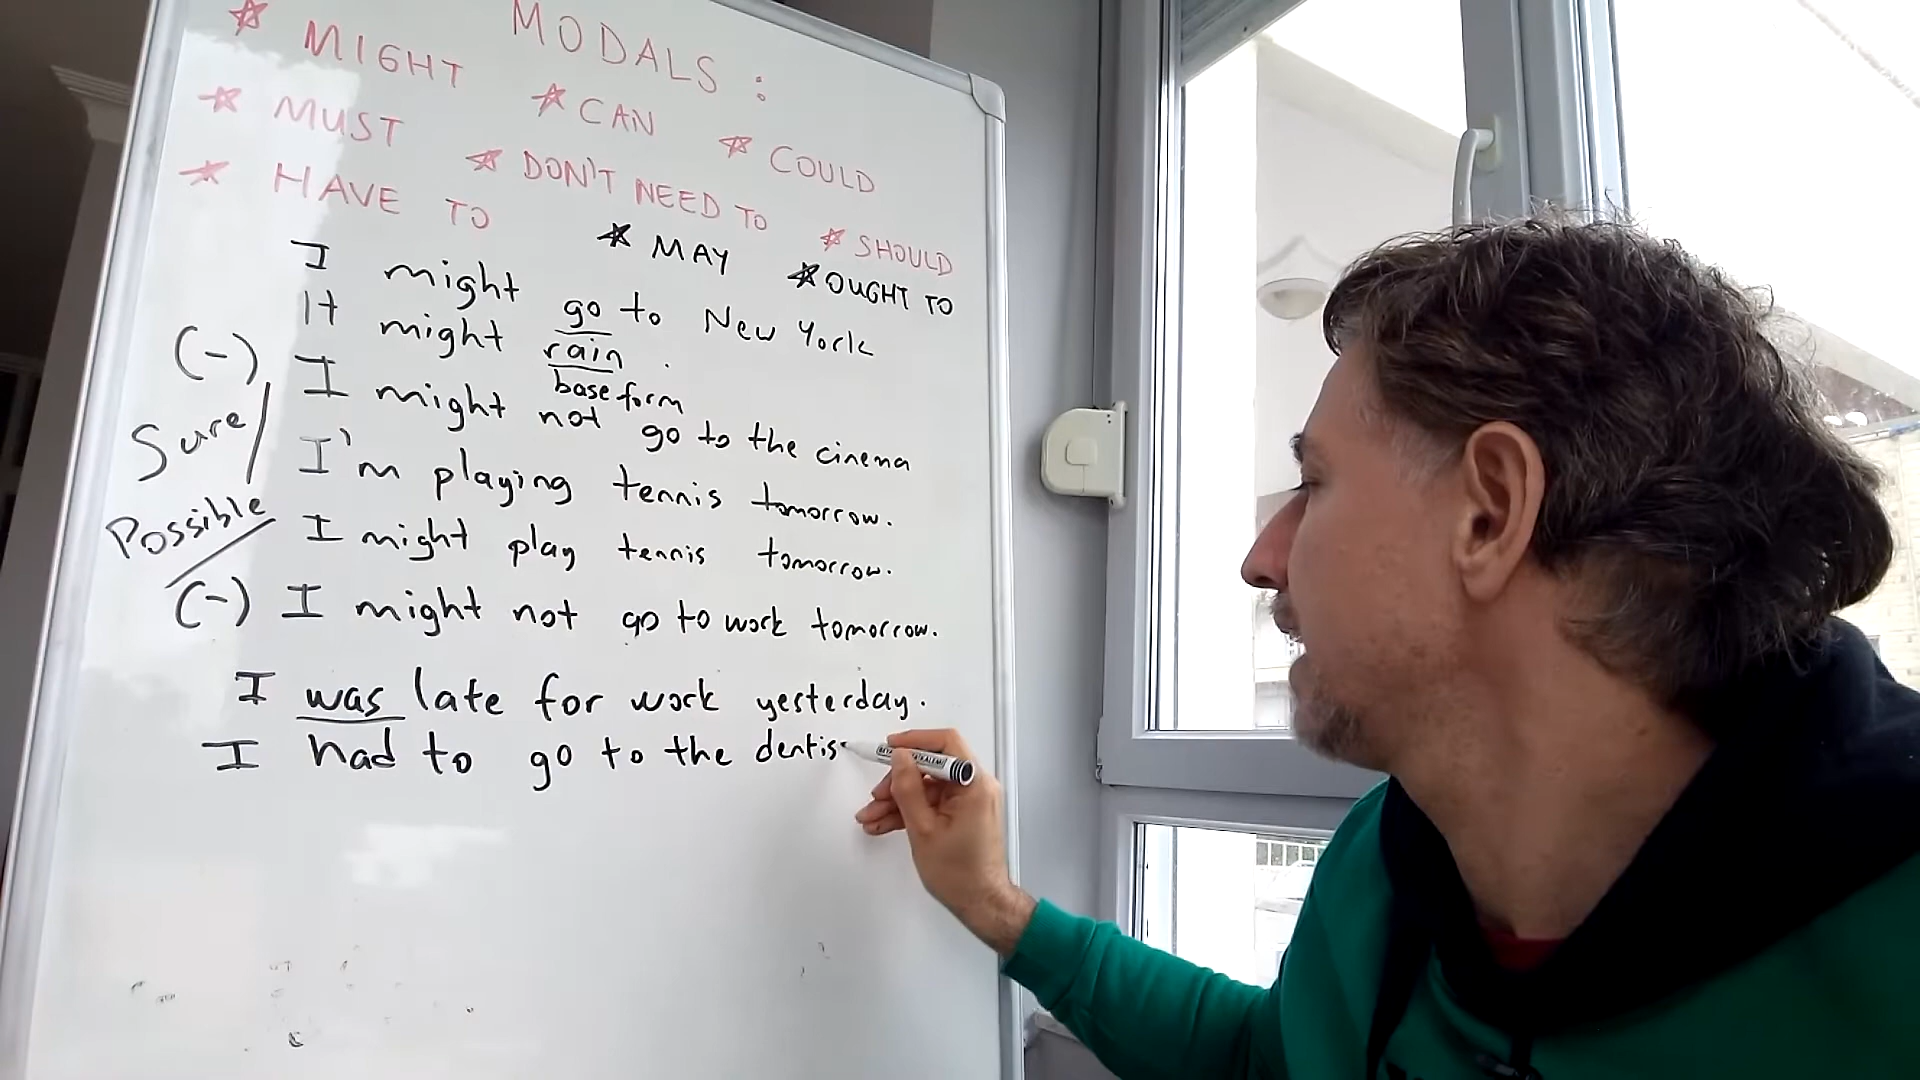 MODALS :
* MIGHT
* CAN
* COULD
* MUST
* DON'T NEED TO
* SHOULD
* HAVE TO
* MAY
* OUGHT TO
I might go to New York
It might rain .
base form
(-) I might not go to the cinema
Sure I'm playing tennis tomorrow.
Possible I might play tennis tomorrow.
(-) I might not go to work tomorrow.
I was late for work yesterday.
I had to go to the dentis